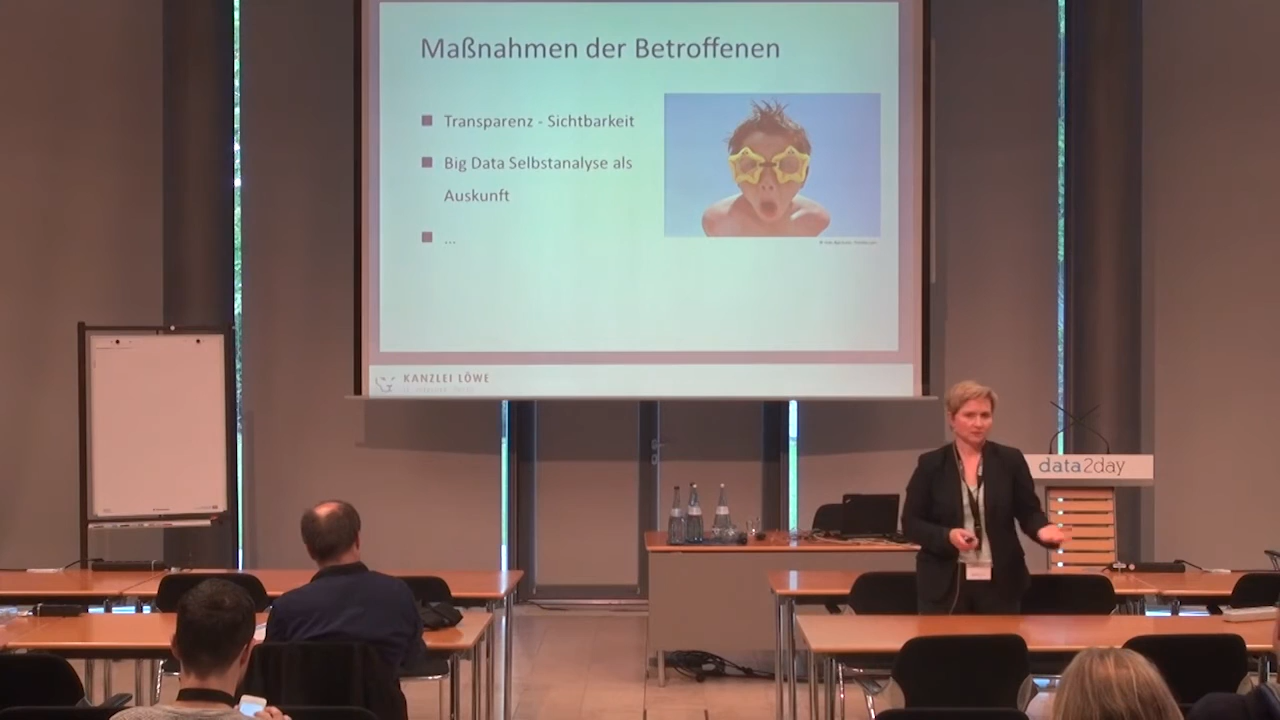 Maßnahmen der Betroffenen
Transparenz - Sichtbarkeit
Big Data Selbstanalyse als
Auskunft
...
KANZLEI LÖWE
data2day